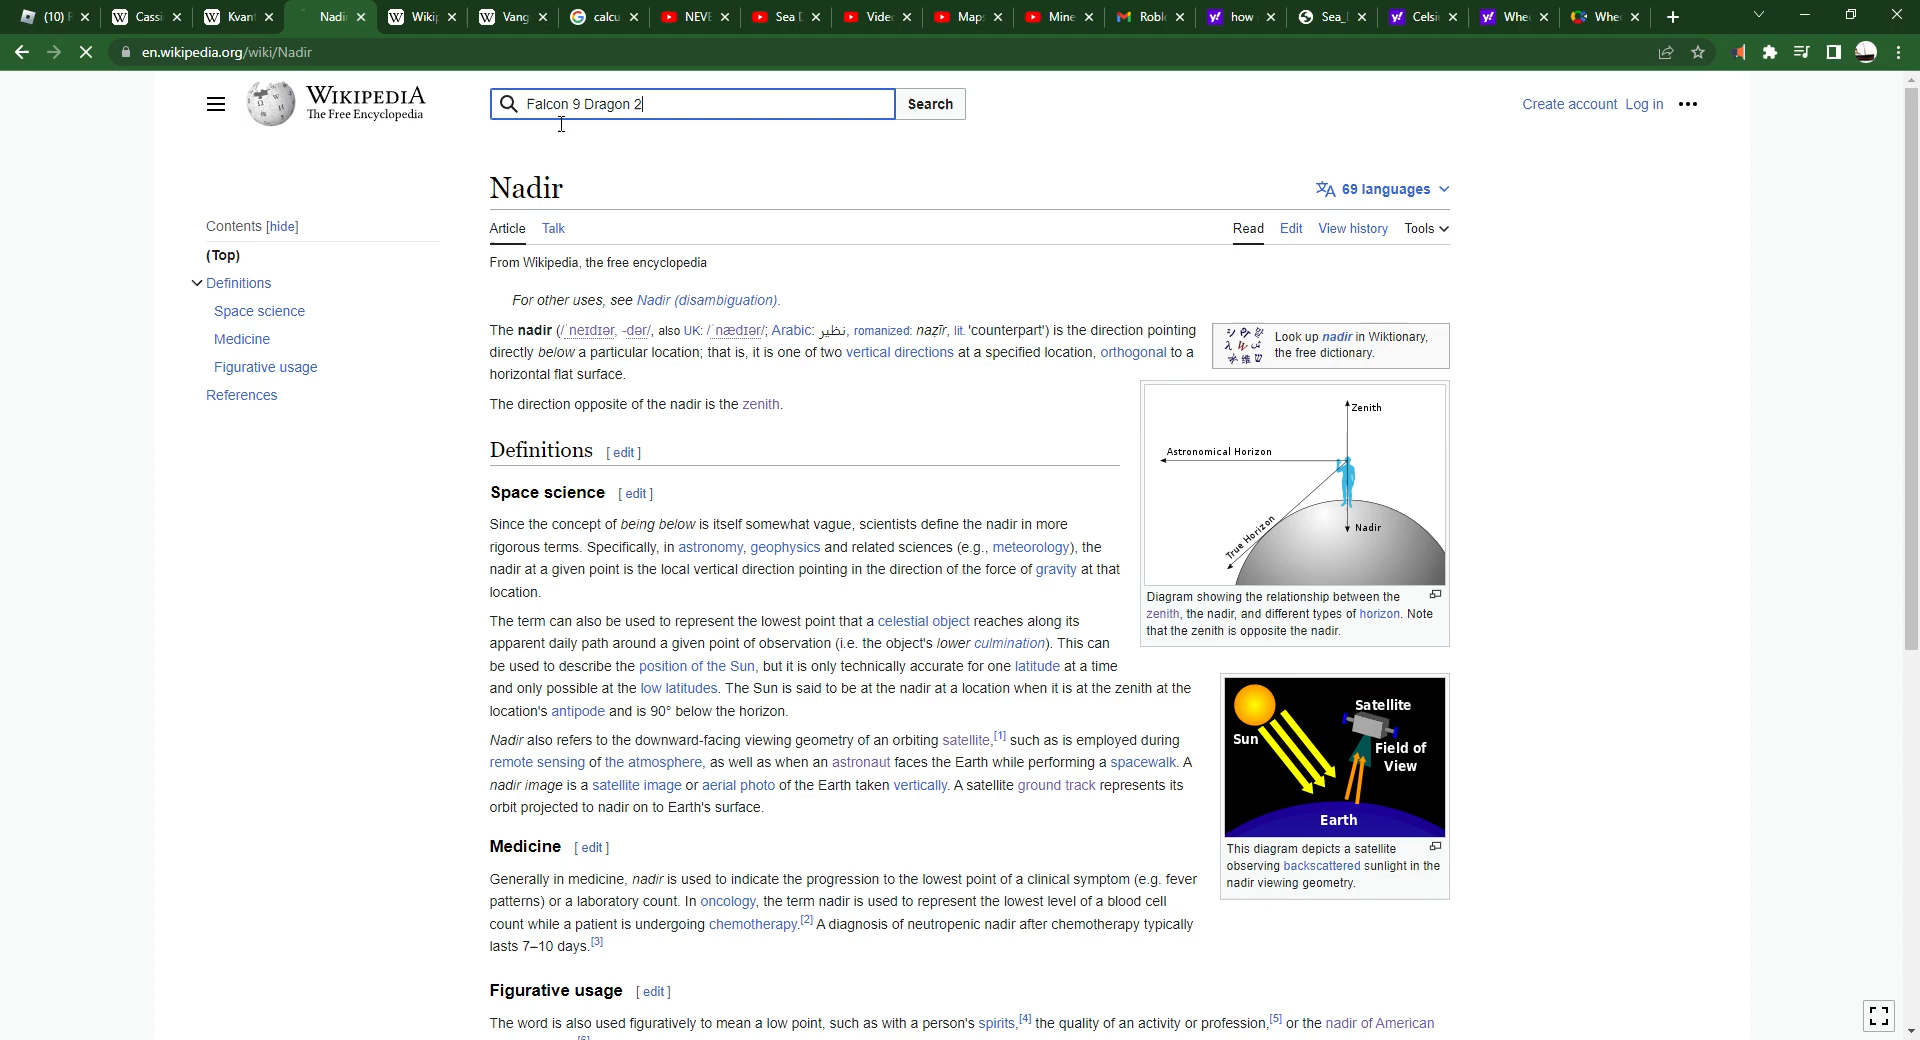 (10)
Cassi
Kvan
Nadi
Wiki
Vang
calcu
NEVE
Sea
Vide
Map
Mine
Robl
how
Sea_
Celsi
Whe
Whe
en.wikipedia.org/wiki/Nadir
WIKIPEDIA
The Free Encyclopedia
Falcon 9 Dragon 2
Search
Create account Log in
Nadir
69 languages
Contents [hide]
(Top)
Definitions
Space science
Medicine
Figurative usage
References
Article Talk
Read Edit View history Tools
From Wikipedia, the free encyclopedia
For other uses, see Nadir (disambiguation).
The nadir (/ˈneɪdɪər, -dər/, also UK: /ˈnædɪər/; Arabic: نظير, romanized: naẓīr, lit. 'counterpart') is the direction pointing
directly below a particular location; that is, it is one of two vertical directions at a specified location, orthogonal to a
horizontal flat surface.
The direction opposite of the nadir is the zenith.
Look up nadir in Wiktionary,
the free dictionary.
Zenith
Astronomical Horizon
True Horizon
Nadir
Diagram showing the relationship between the
zenith, the nadir, and different types of horizon. Note
that the zenith is opposite the nadir.
Definitions [ edit ]
Space science [ edit ]
Since the concept of being below is itself somewhat vague, scientists define the nadir in more
rigorous terms. Specifically, in astronomy, geophysics and related sciences (e.g., meteorology), the
nadir at a given point is the local vertical direction pointing in the direction of the force of gravity at that
location.
The term can also be used to represent the lowest point that a celestial object reaches along its
apparent daily path around a given point of observation (i.e. the object's lower culmination). This can
be used to describe the position of the Sun, but it is only technically accurate for one latitude at a time
and only possible at the low latitudes. The Sun is said to be at the nadir at a location when it is at the zenith at the
location's antipode and is 90° below the horizon.
Nadir also refers to the downward-facing viewing geometry of an orbiting satellite,[1] such as is employed during
remote sensing of the atmosphere, as well as when an astronaut faces the Earth while performing a spacewalk. A
nadir image is a satellite image or aerial photo of the Earth taken vertically. A satellite ground track represents its
orbit projected to nadir on to Earth's surface.
Sun
Satellite
Field of
View
Earth
This diagram depicts a satellite
observing backscattered sunlight in the
nadir viewing geometry.
Medicine [ edit ]
Generally in medicine, nadir is used to indicate the progression to the lowest point of a clinical symptom (e.g. fever
patterns) or a laboratory count. In oncology, the term nadir is used to represent the lowest level of a blood cell
count while a patient is undergoing chemotherapy.[2] A diagnosis of neutropenic nadir after chemotherapy typically
lasts 7–10 days.[3]
Figurative usage [ edit ]
The word is also used figuratively to mean a low point, such as with a person's spirits,[4] the quality of an activity or profession,[5] or the nadir of American
[6]